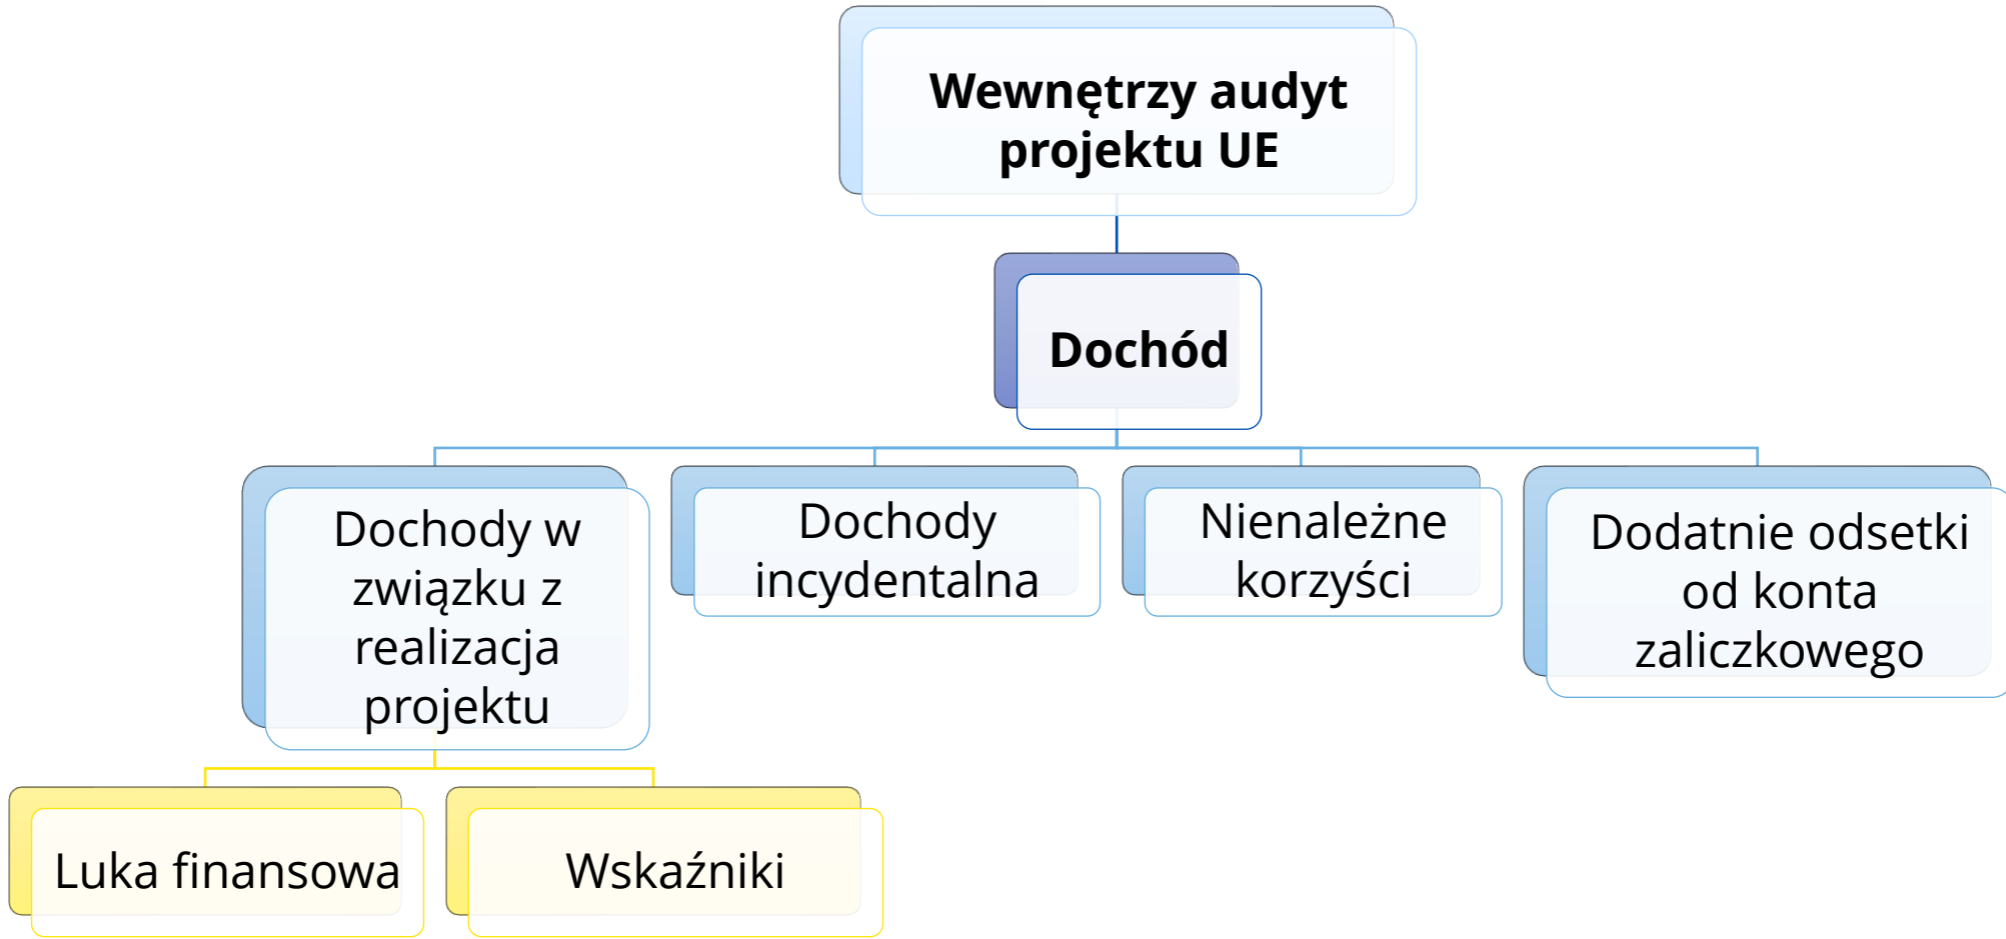 Wewnętrzy audyt
projektu UE
Dochód
Dochody w
związku z
realizacja
projektu
Dochody
incydentalna
Nienależne
korzyści
Dodatnie odsetki
od konta
zaliczkowego
Luka finansowa
Wskaźniki